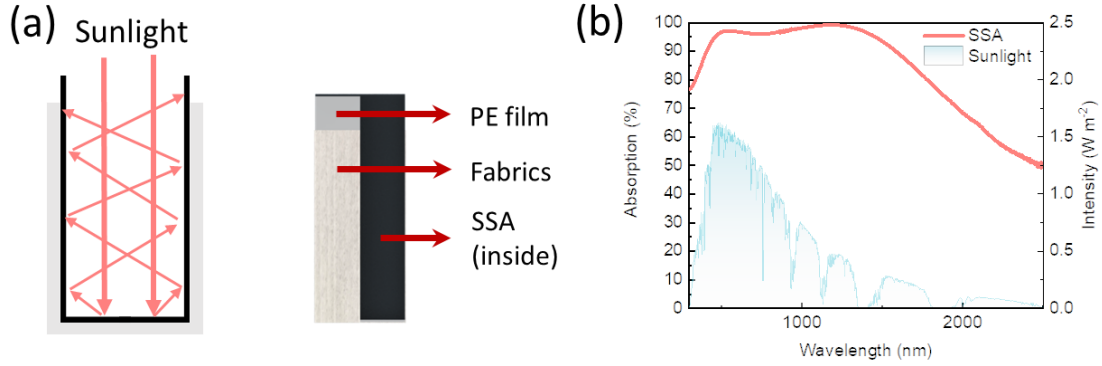 (a)
Sunlight
PE film
Fabrics
SSA
(inside)
(b)
SSA
Sunlight
Absorption (%)
100
90
80
70
60
50
40
30
20
10
0
1000
2000
Wavelength (nm)
2.5
2.0
1.5
1.0
0.5
0.0
Intensity (W m⁻²)